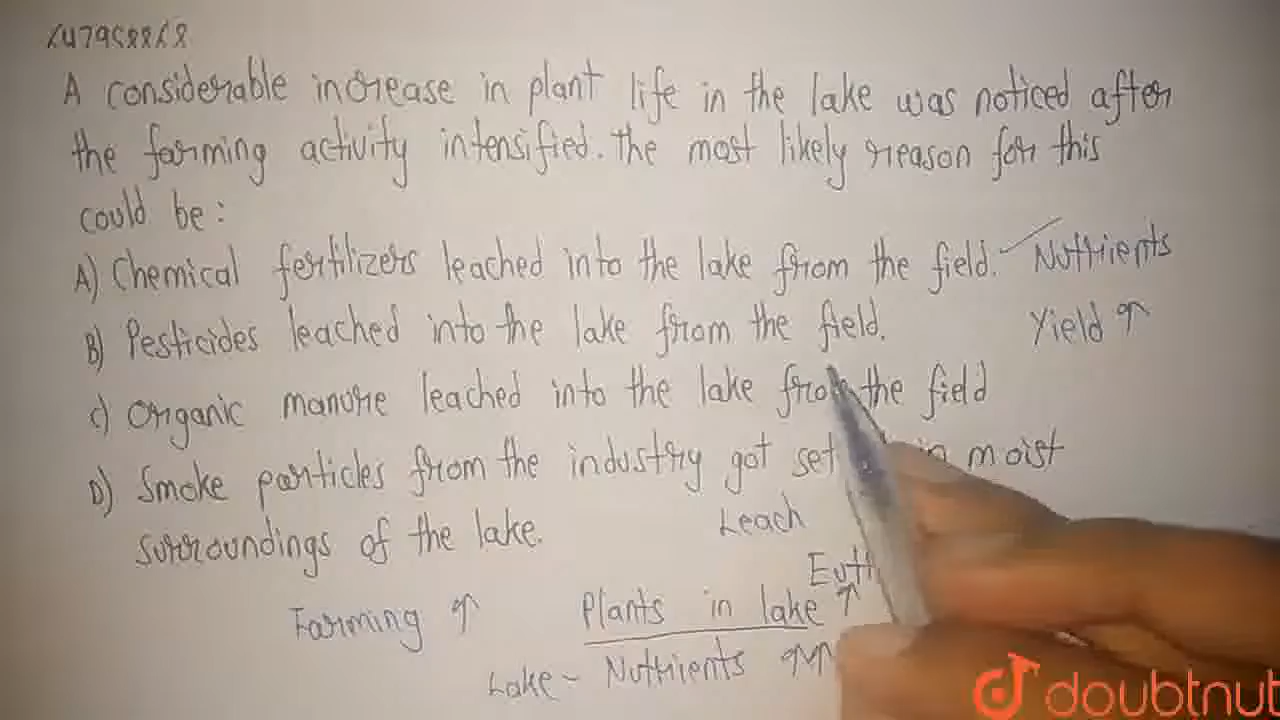 A considerable increase in plant life in the lake was noticed after
the farming activity intensified. The most likely reason for this
could be:
A) Chemical fertilizers leached into the lake from the field. Nuttrients
B) Pesticides leached into the lake from the field. Yield ↑
C) Organic manure leached into the lake from the field
D) Smoke particles from the industry got in moist
surroundings of the lake.
Leach
Farming ↑ Plants in lake ↑
Lake - Nuttrients ↑↑↑
doubtnut